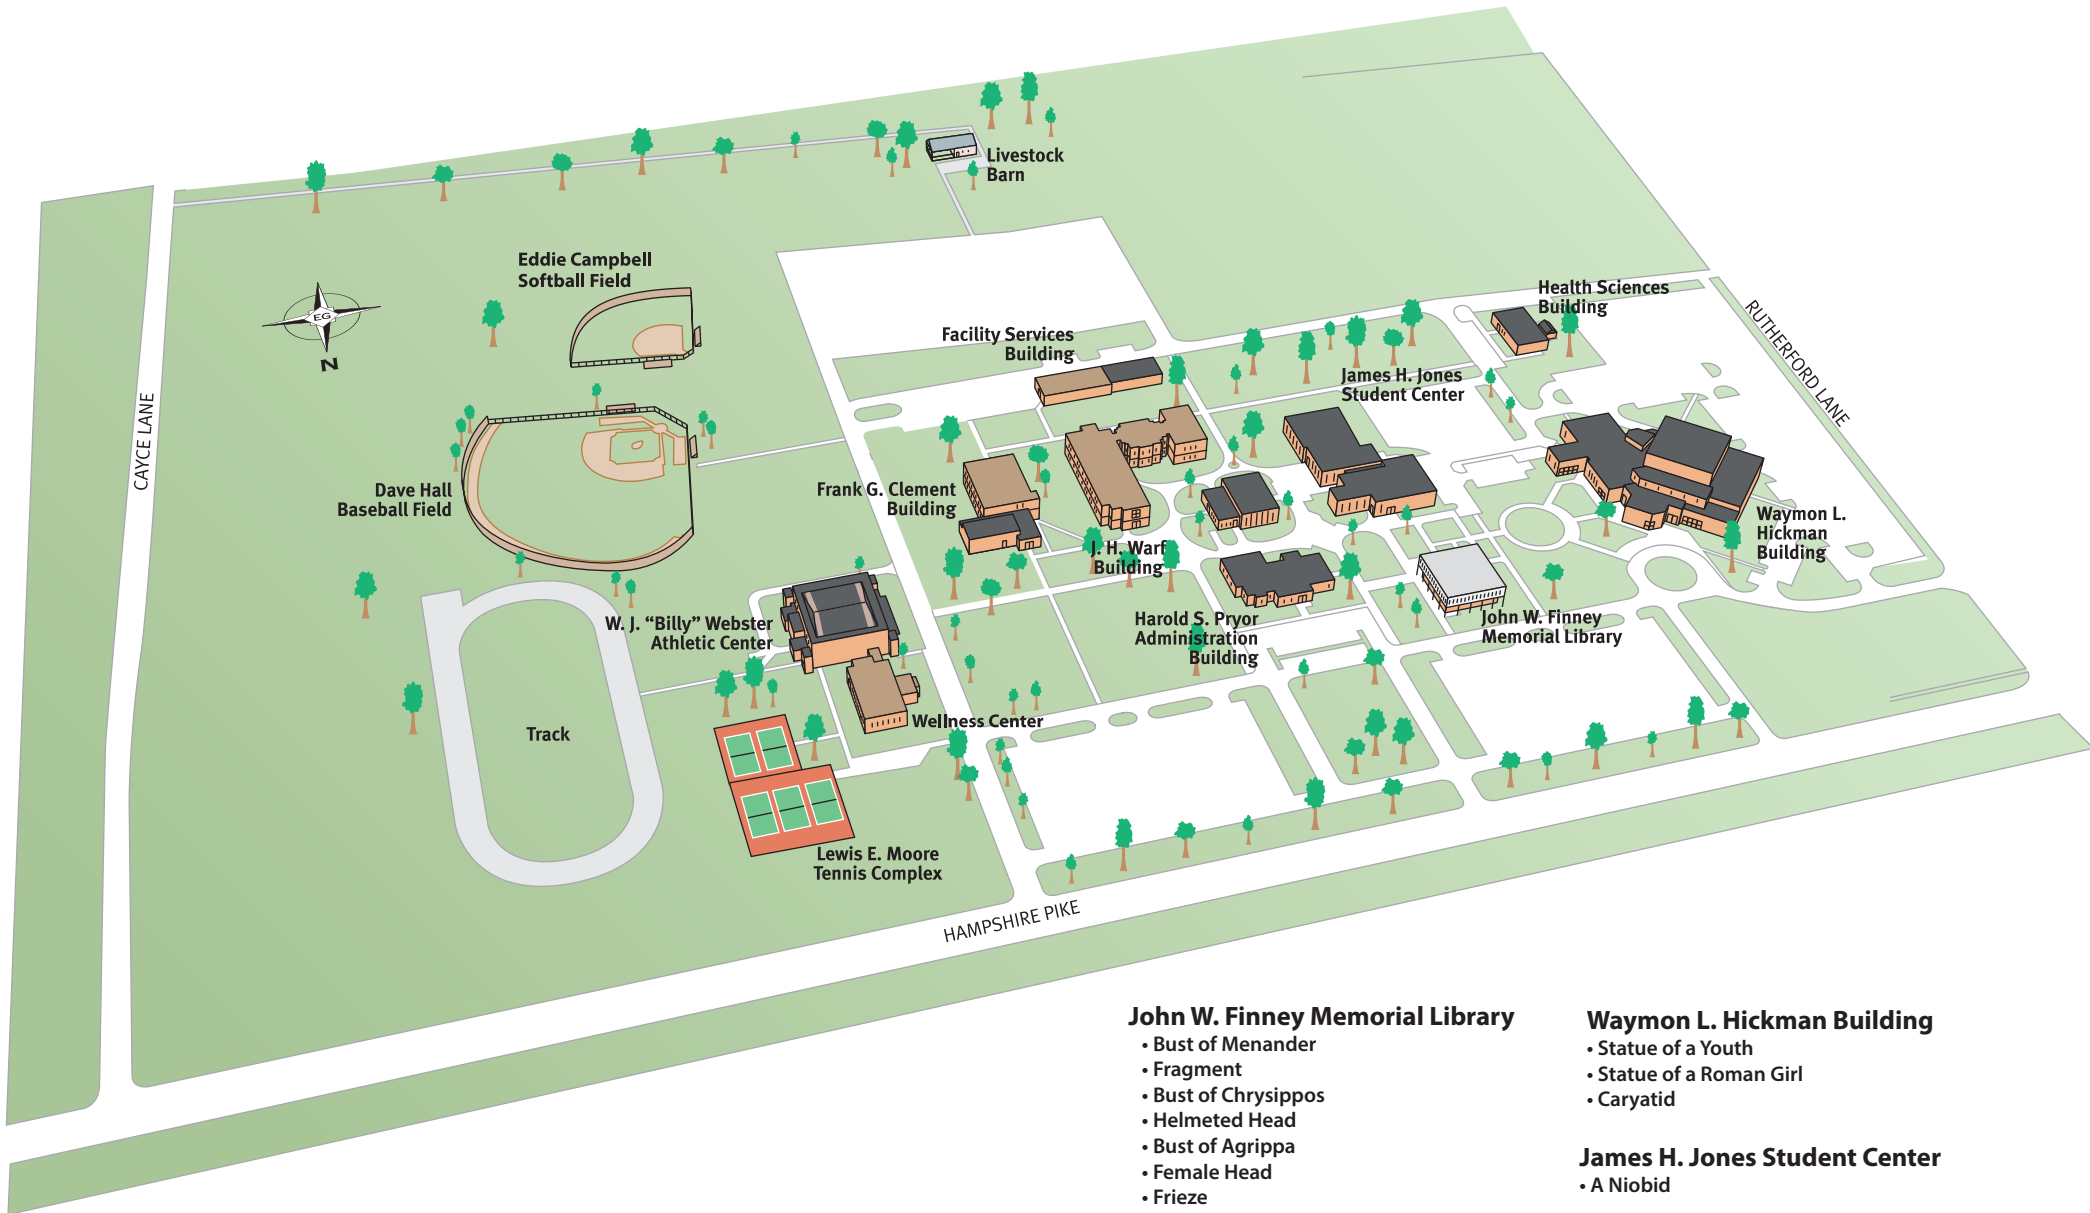 Livestock
Barn
Eddie Campbell
Softball Field
EG
N
Health Sciences
Building
RUTHERFORD LANE
Facility Services
Building
James H. Jones
Student Center
CAYCE LANE
Dave Hall
Baseball Field
Frank G. Clement
Building
J. H. Warf
Building
Waymon L.
Hickman
Building
W. J. “Billy” Webster
Athletic Center
Harold S. Pryor
Administration
Building
John W. Finney
Memorial Library
Track
Wellness Center
Lewis E. Moore
Tennis Complex
HAMPSHIRE PIKE
John W. Finney Memorial Library
• Bust of Menander
• Fragment
• Bust of Chrysippos
• Helmeted Head
• Bust of Agrippa
• Female Head
• Frieze
Waymon L. Hickman Building
• Statue of a Youth
• Statue of a Roman Girl
• Caryatid
James H. Jones Student Center
• A Niobid